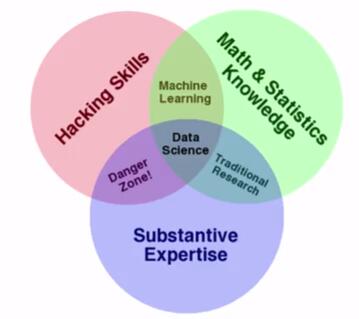 Hacking Skills
Math & Statistics
Knowledge
Machine
Learning
Data
Science
Danger
Zone!
Traditional
Research
Substantive
Expertise